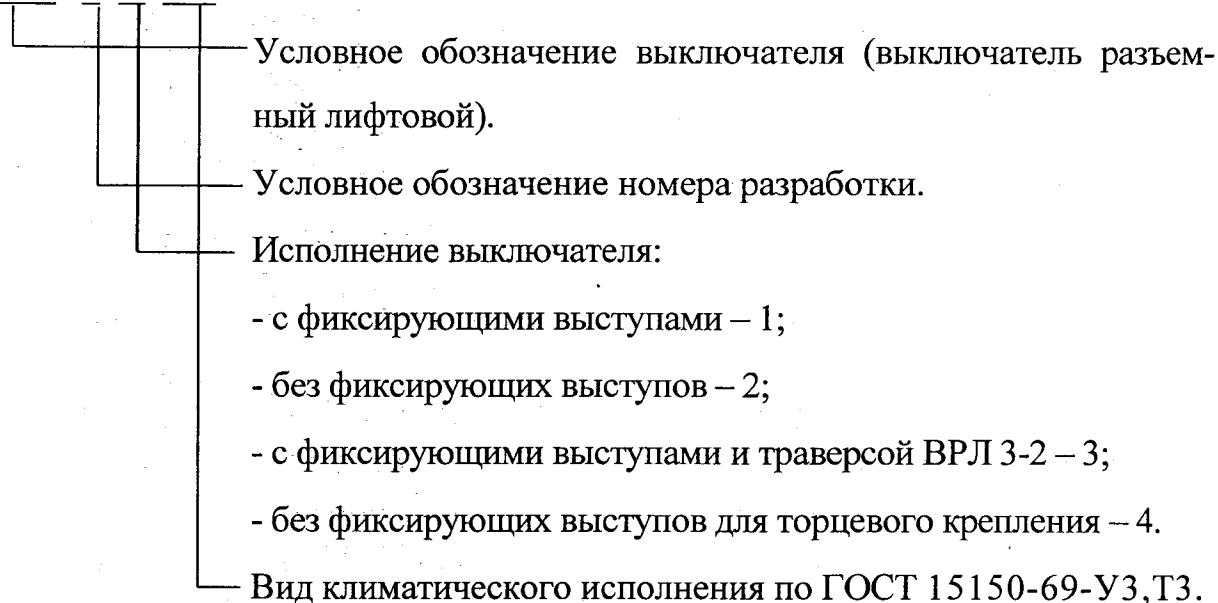 Условное обозначение выключателя (выключатель разъем-
ный лифтовой).
Условное обозначение номера разработки.
Исполнение выключателя:
- с фиксирующими выступами – 1;
- без фиксирующих выступов – 2;
- с фиксирующими выступами и траверсой ВРЛ 3-2 – 3;
- без фиксирующих выступов для торцевого крепления – 4.
Вид климатического исполнения по ГОСТ 15150-69-У3,Т3.